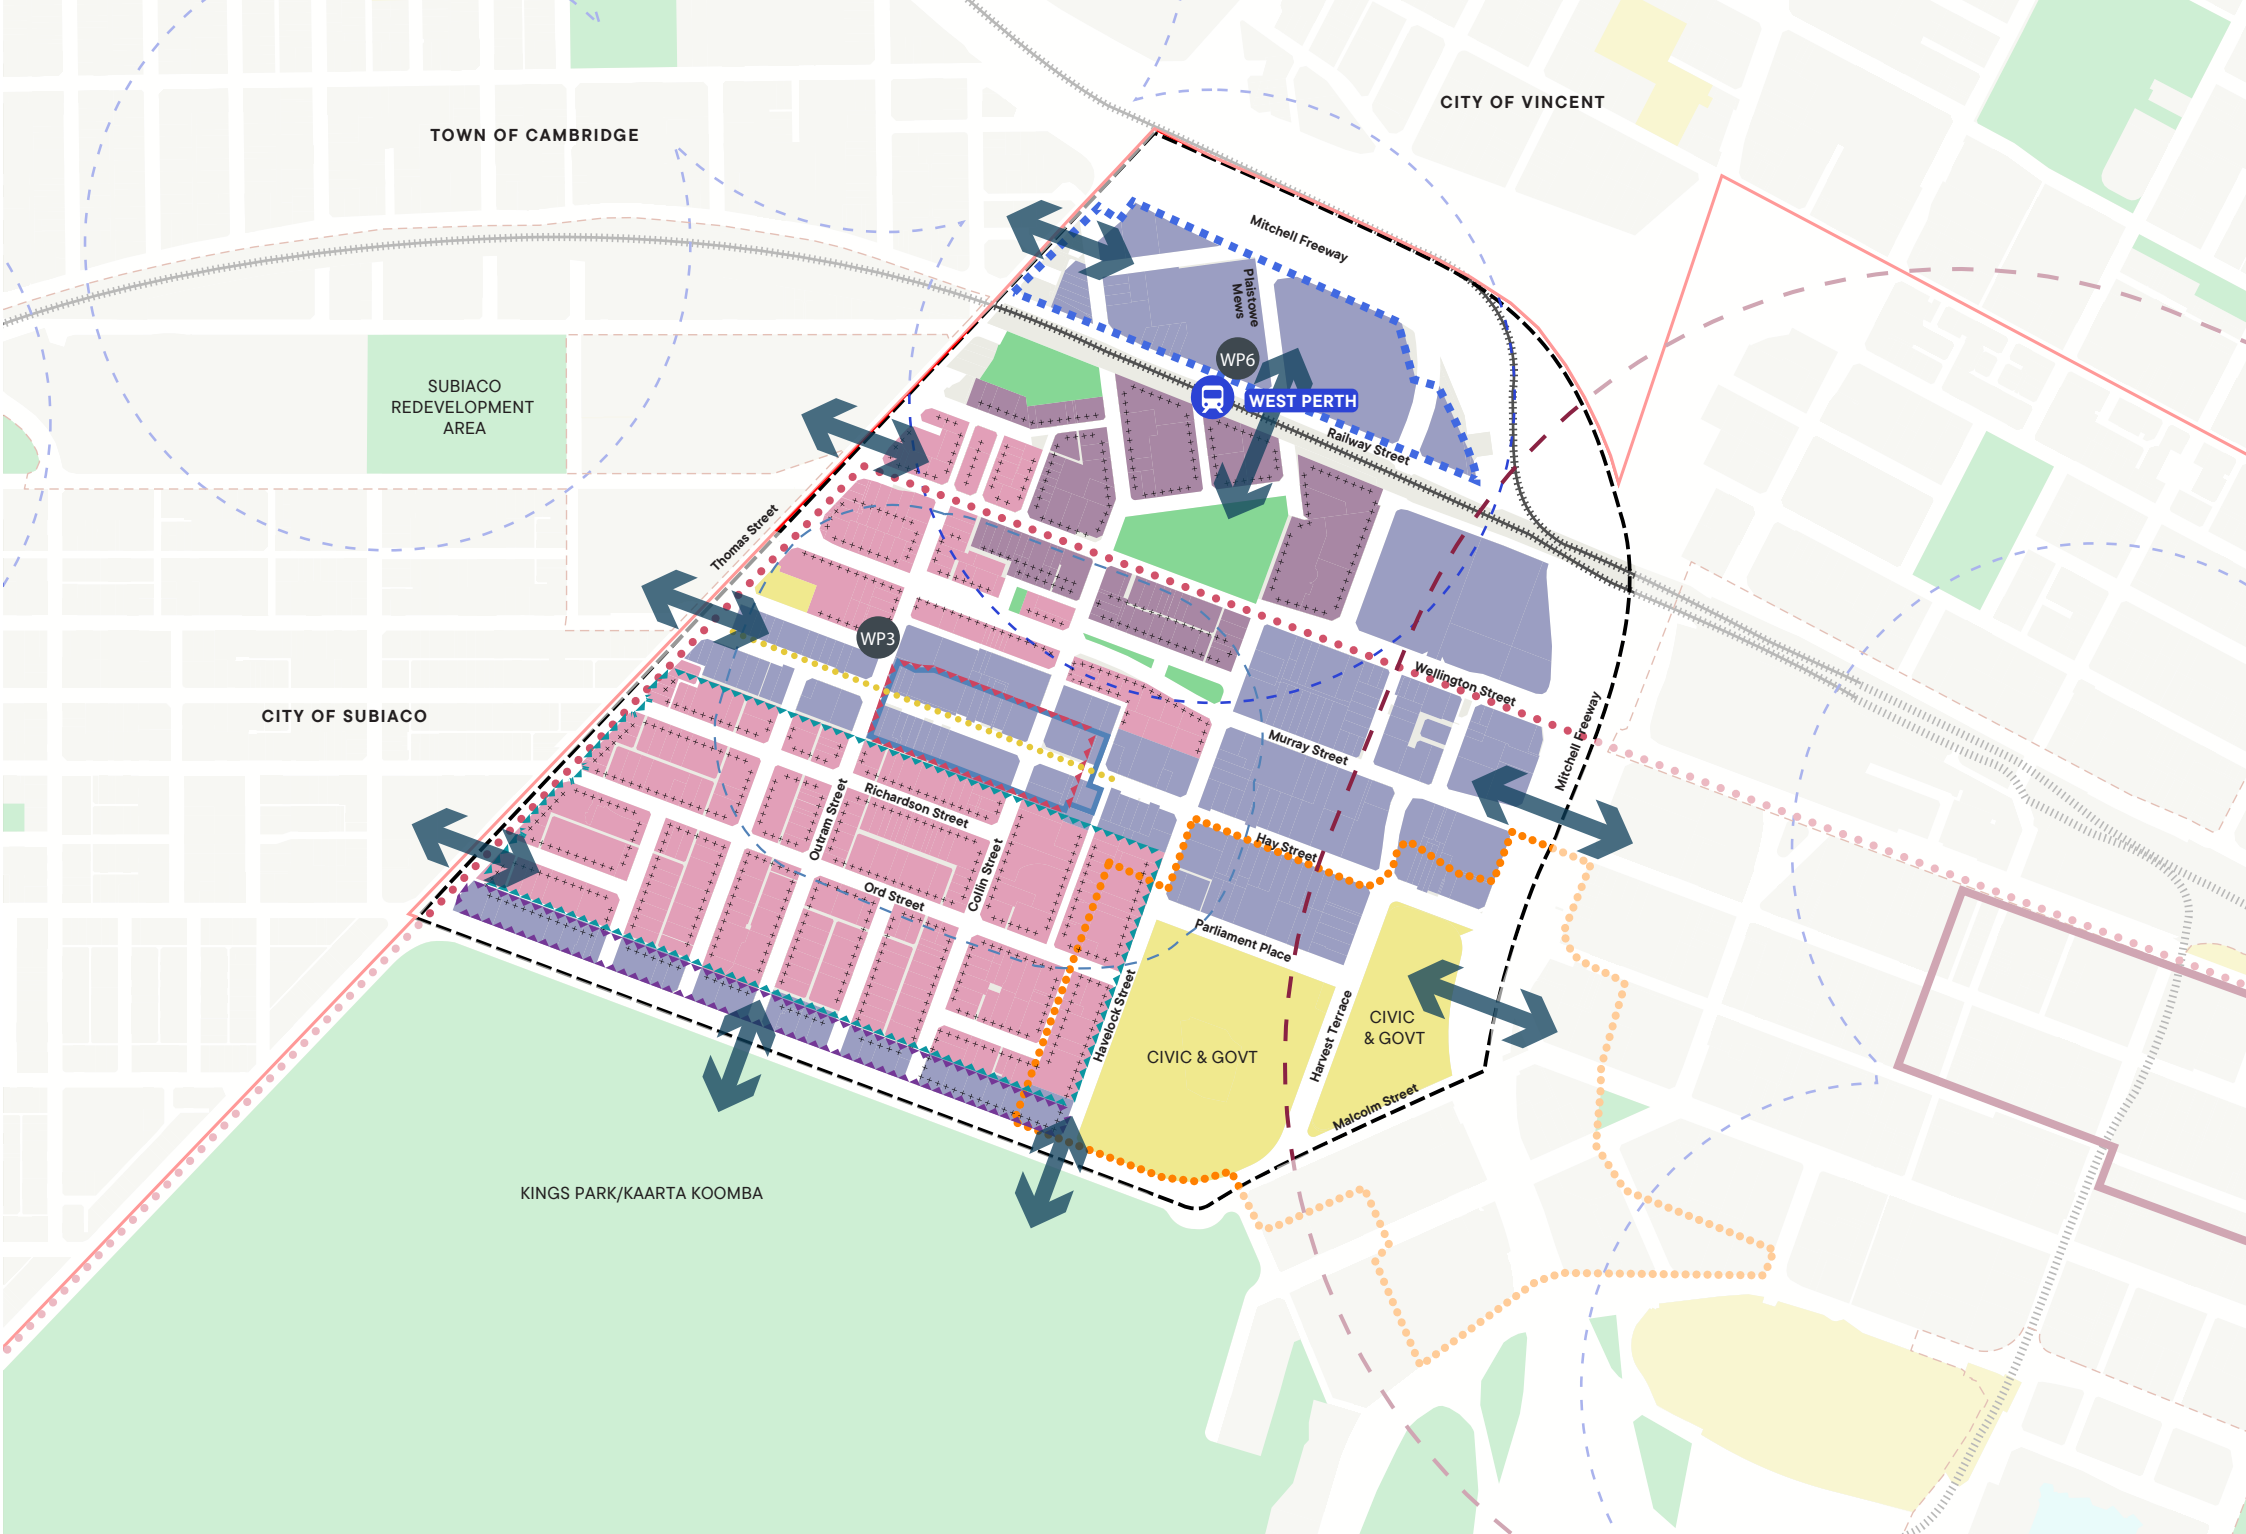 CITY OF VINCENT
TOWN OF CAMBRIDGE
Mitchell Freeway
Plaistowe
Mews
WP6
SUBIACO
REDEVELOPMENT
AREA
WEST PERTH
Railway Street
Thomas Street
WP3
Wellington Street
CITY OF SUBIACO
Mitchell Freeway
Murray Street
Richardson Street
Outram Street
Hay Street
Collin Street
Ord Street
Parliament Place
Havelock Street
Harvest Terrace
CIVIC
& GOVT
CIVIC & GOVT
Malcolm Street
KINGS PARK/KAARTA KOOMBA